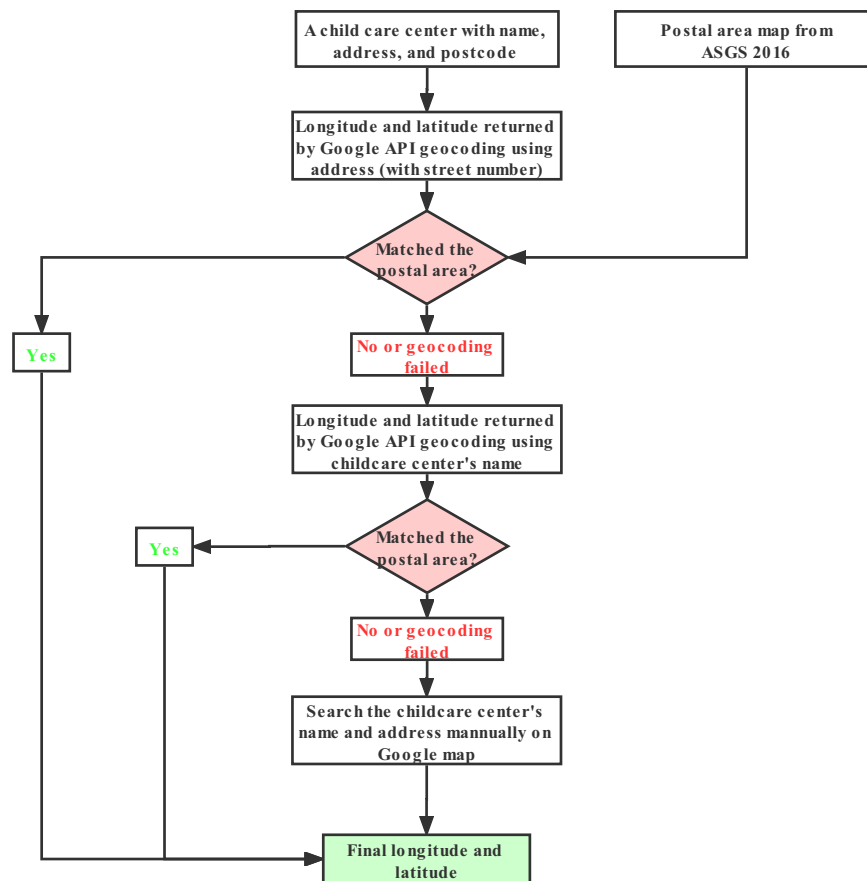 A child care center with name,
address, and postcode
Postal area map from
ASGS 2016
Longitude and latitude returned
by Google API geocoding using
address (with street number)
Matched the
postal area?
Yes
No or geocoding
failed
Longitude and latitude returned
by Google API geocoding using
childcare center's name
Matched the
postal area?
Yes
No or geocoding
failed
Search the childcare center's
name and address mannually on
Google map
Final longitude and
latitude